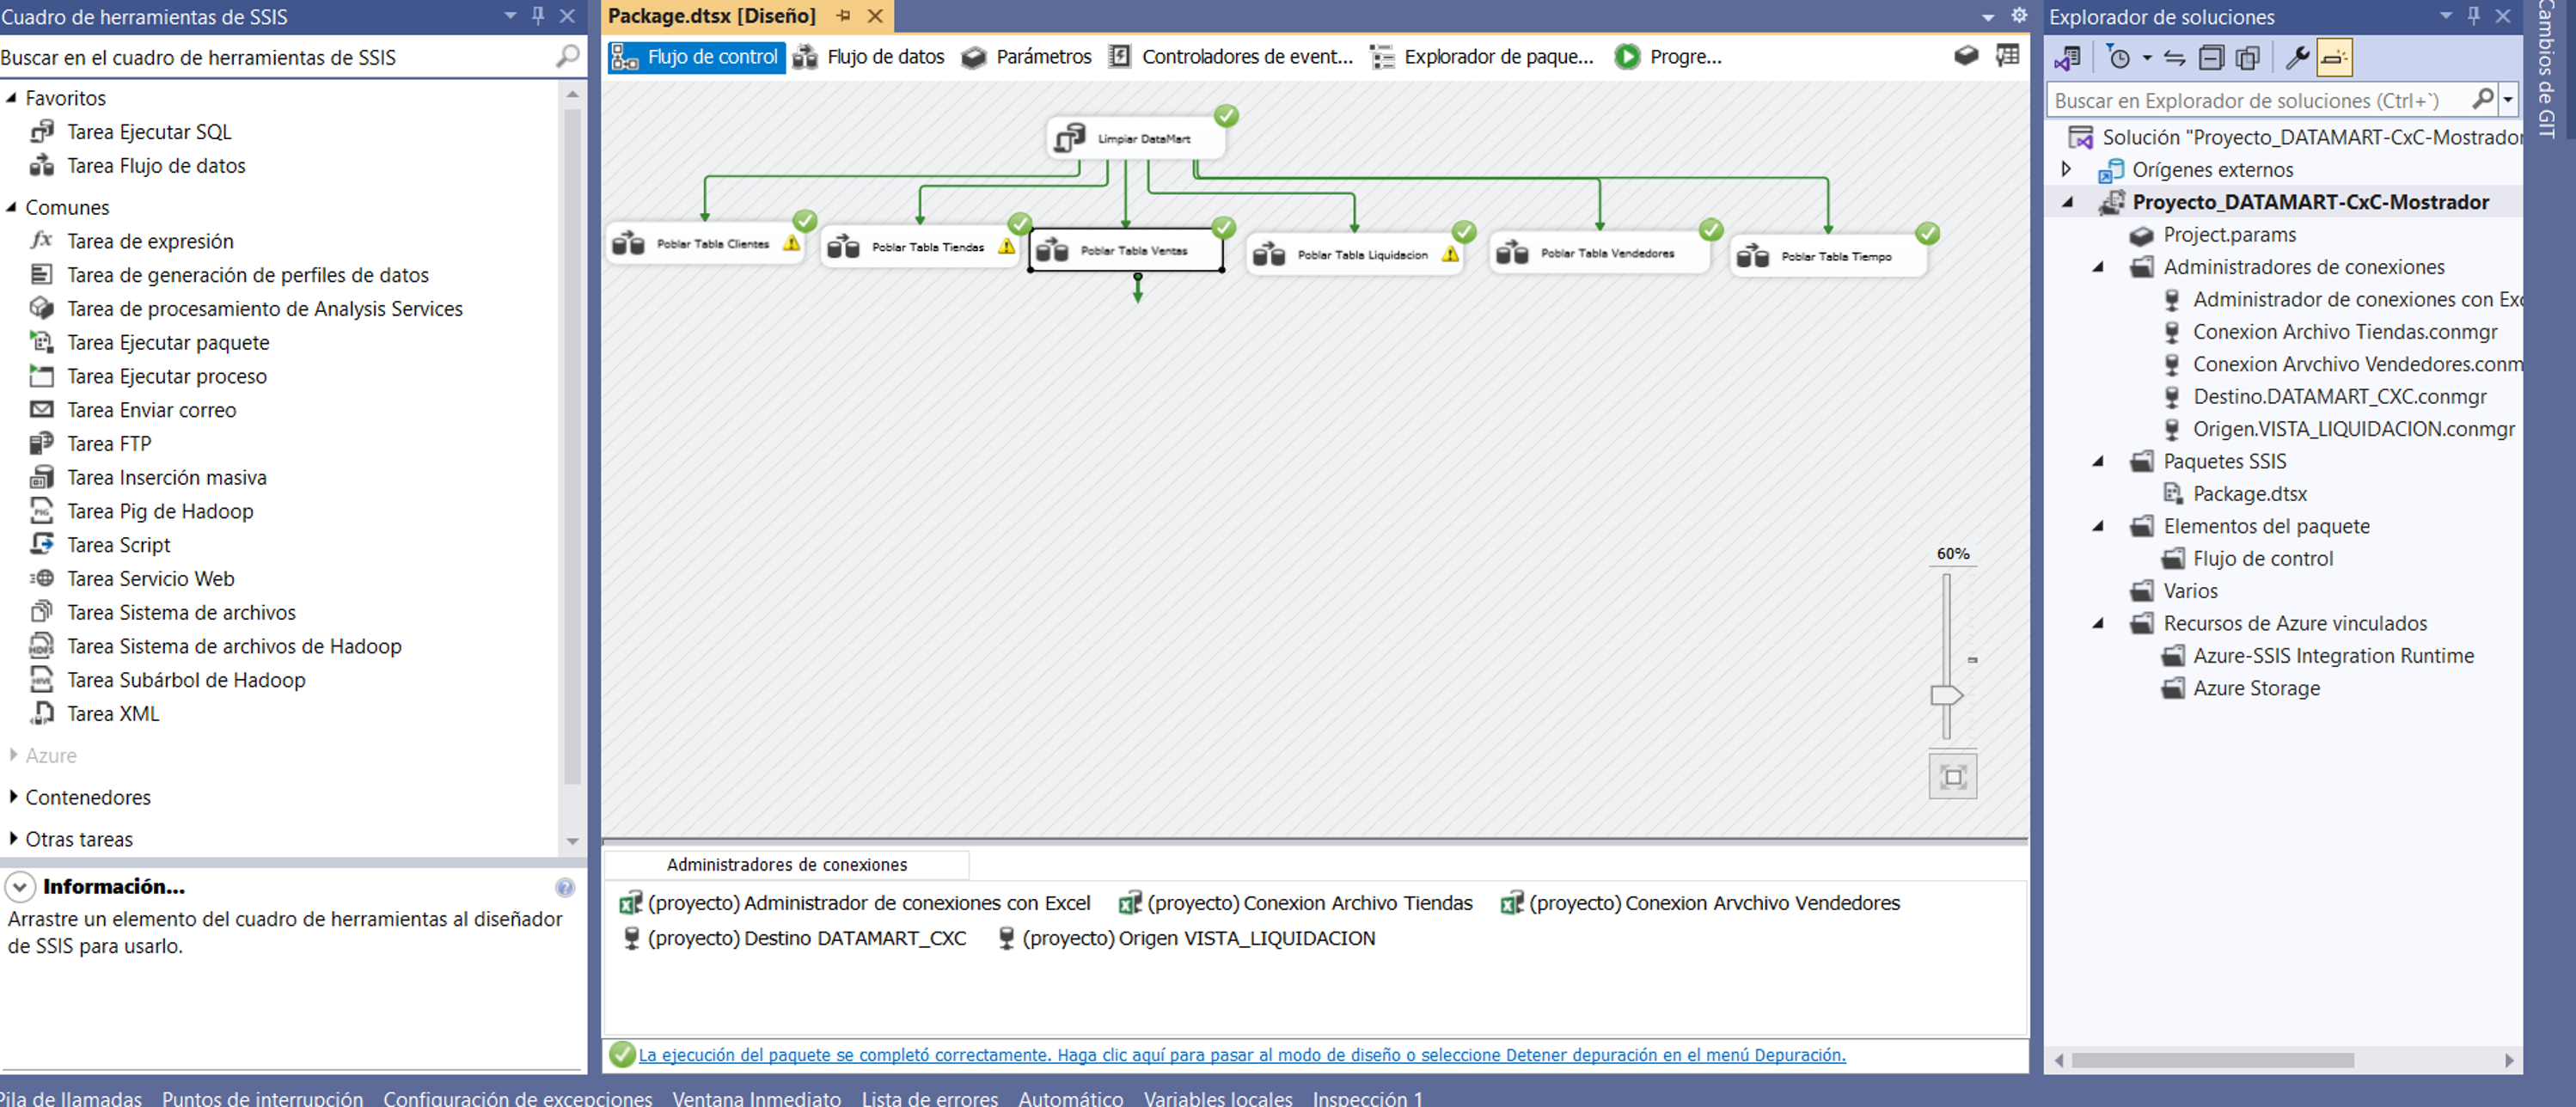 Cuadro de herramientas de SSIS
Buscar en el cuadro de herramientas de SSIS
Favoritos
Tarea Ejecutar SQL
Tarea Flujo de datos
Comunes
Tarea de expresión
Tarea de generación de perfiles de datos
Tarea de procesamiento de Analysis Services
Tarea Ejecutar paquete
Tarea Ejecutar proceso
Tarea Enviar correo
Tarea FTP
Tarea Inserción masiva
Tarea Pig de Hadoop
Tarea Script
Tarea Servicio Web
Tarea Sistema de archivos
Tarea Sistema de archivos de Hadoop
Tarea Subárbol de Hadoop
Tarea XML
Azure
Contenedores
Otras tareas
Información...
Arrastre un elemento del cuadro de herramientas al diseñador
de SSIS para usarlo.
Package.dtsx [Diseño]
Flujo de control
Flujo de datos
Parámetros
Controladores de event...
Explorador de paque...
Progre...
Limpiar DataMart
Poblar Tabla Clientes
Poblar Tabla Tiendas
Poblar Tabla Ventas
Poblar Tabla Liquidacion
Poblar Tabla Vendedores
Poblar Tabla Tiempo
60%
Administradores de conexiones
(proyecto) Administrador de conexiones con Excel
(proyecto) Conexion Archivo Tiendas
(proyecto) Conexion Arvchivo Vendedores
(proyecto) Destino DATAMART_CXC
(proyecto) Origen VISTA_LIQUIDACION
La ejecución del paquete se completó correctamente. Haga clic aquí para pasar al modo de diseño o seleccione Detener depuración en el menú Depuración.
Explorador de soluciones
Buscar en Explorador de soluciones (Ctrl+`)
Solución "Proyecto_DATAMART-CxC-Mostrador
Orígenes externos
Proyecto_DATAMART-CxC-Mostrador
Project.params
Administradores de conexiones
Administrador de conexiones con Exc
Conexion Archivo Tiendas.conmgr
Conexion Arvchivo Vendedores.conm
Destino.DATAMART_CXC.conmgr
Origen.VISTA_LIQUIDACION.conmgr
Paquetes SSIS
Package.dtsx
Elementos del paquete
Flujo de control
Varios
Recursos de Azure vinculados
Azure-SSIS Integration Runtime
Azure Storage
Cambios de GIT
Pila de llamadas
Puntos de interrupción
Configuración de excepciones
Ventana Inmediato
Lista de errores
Automático
Variables locales
Inspección 1